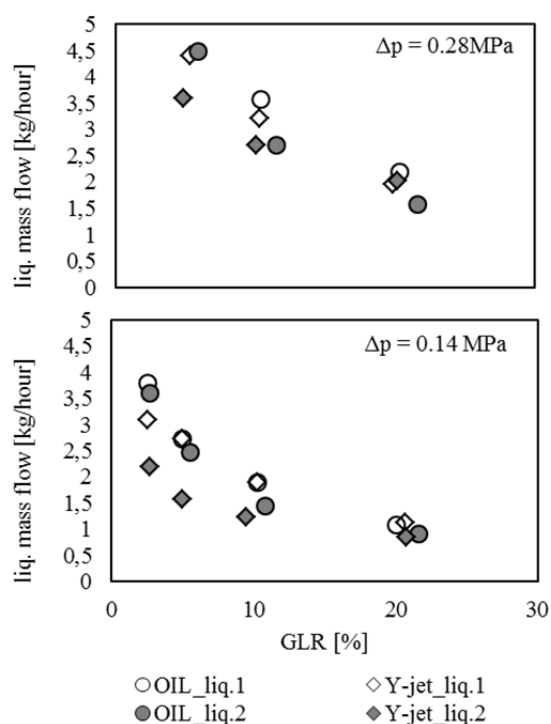 5
4,5
4
3,5
3
2,5
2
1,5
1
0,5
0
liq. mass flow [kg/hour]
Δp = 0.28MPa
5
4,5
4
3,5
3
2,5
2
1,5
1
0,5
0
liq. mass flow [kg/hour]
Δp = 0.14 MPa
0 10 20 30
GLR [%]
OIL_liq.1 Y-jet_liq.1
OIL_liq.2 Y-jet_liq.2